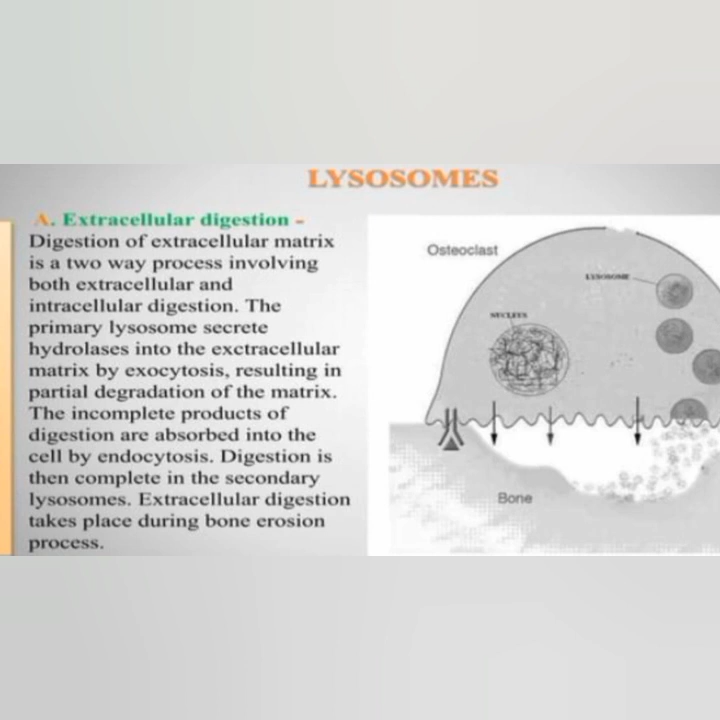 LYSOSOMES
A. Extracellular digestion -
Digestion of extracellular matrix
is a two way process involving
both extracellular and
intracellular digestion. The
primary lysosome secrete
hydrolases into the exctracellular
matrix by exocytosis, resulting in
partial degradation of the matrix.
The incomplete products of
digestion are absorbed into the
cell by endocytosis. Digestion is
then complete in the secondary
lysosomes. Extracellular digestion
takes place during bone erosion
process.
Osteoclast
LYSOSOME
NUCLEUS
Bone